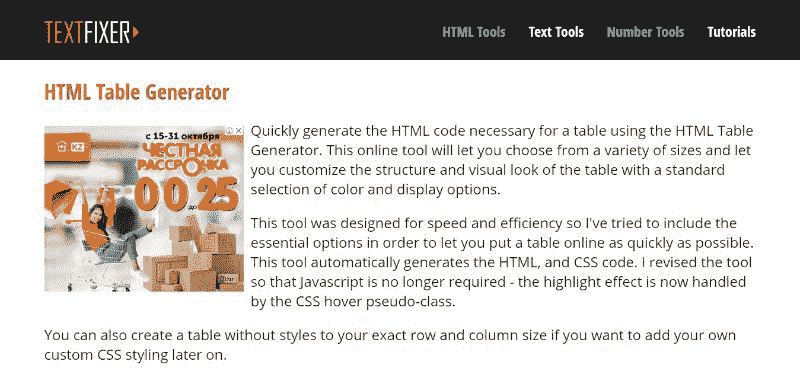 TEXTFIXER
HTML Tools Text Tools Number Tools Tutorials
HTML Table Generator
с 15-31 октября
ЧЕСТНАЯ
РАССРОЧКА
0 0 до 25
KZ
Quickly generate the HTML code necessary for a table using the HTML Table
Generator. This online tool will let you choose from a variety of sizes and let
you customize the structure and visual look of the table with a standard
selection of color and display options.
This tool was designed for speed and efficiency so I've tried to include the
essential options in order to let you put a table online as quickly as possible.
This tool automatically generates the HTML, and CSS code. I revised the tool
so that Javascript is no longer required - the highlight effect is now handled
by the CSS hover pseudo-class.
You can also create a table without styles to your exact row and column size if you want to add your own
custom CSS styling later on.